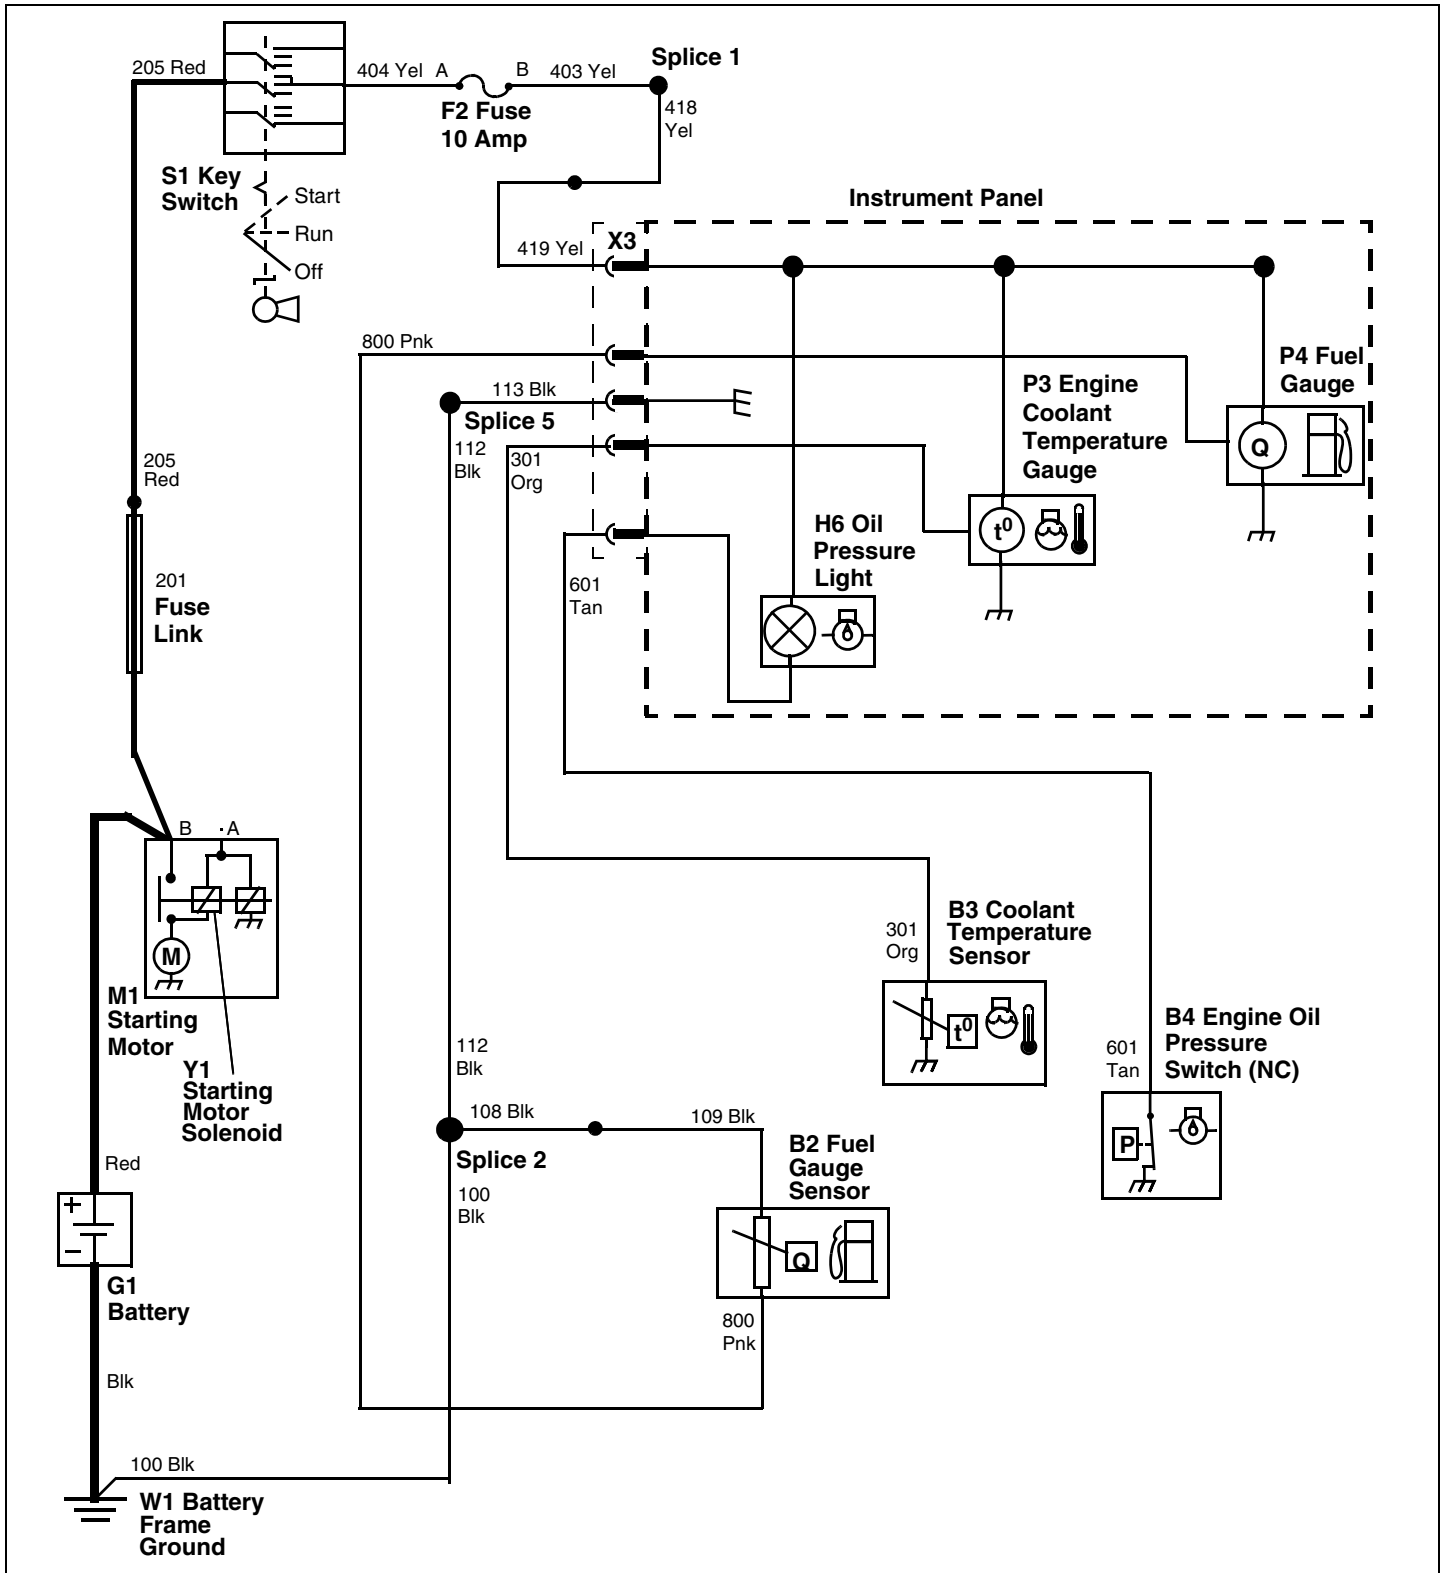 205 Red
404 Yel
A
B
403 Yel
Splice 1
F2 Fuse
10 Amp
418
Yel
S1 Key
Switch
Start
Run
Off
Instrument Panel
419 Yel
X3
800 Pnk
113 Blk
Splice 5
112
Blk
301
Org
P3 Engine
Coolant
Temperature
Gauge
P4 Fuel
Gauge
Q
t0
205
Red
201
Fuse
Link
601
Tan
H6 Oil
Pressure
Light
B
A
M
M1
Starting
Motor
Y1
Starting
Motor
Solenoid
B3 Coolant
Temperature
Sensor
301
Org
t0
B4 Engine Oil
Pressure
Switch (NC)
601
Tan
P
112
Blk
108 Blk
109 Blk
Splice 2
100
Blk
B2 Fuel
Gauge
Sensor
Q
800
Pnk
Red
+
−
G1
Battery
Blk
100 Blk
W1 Battery
Frame
Ground